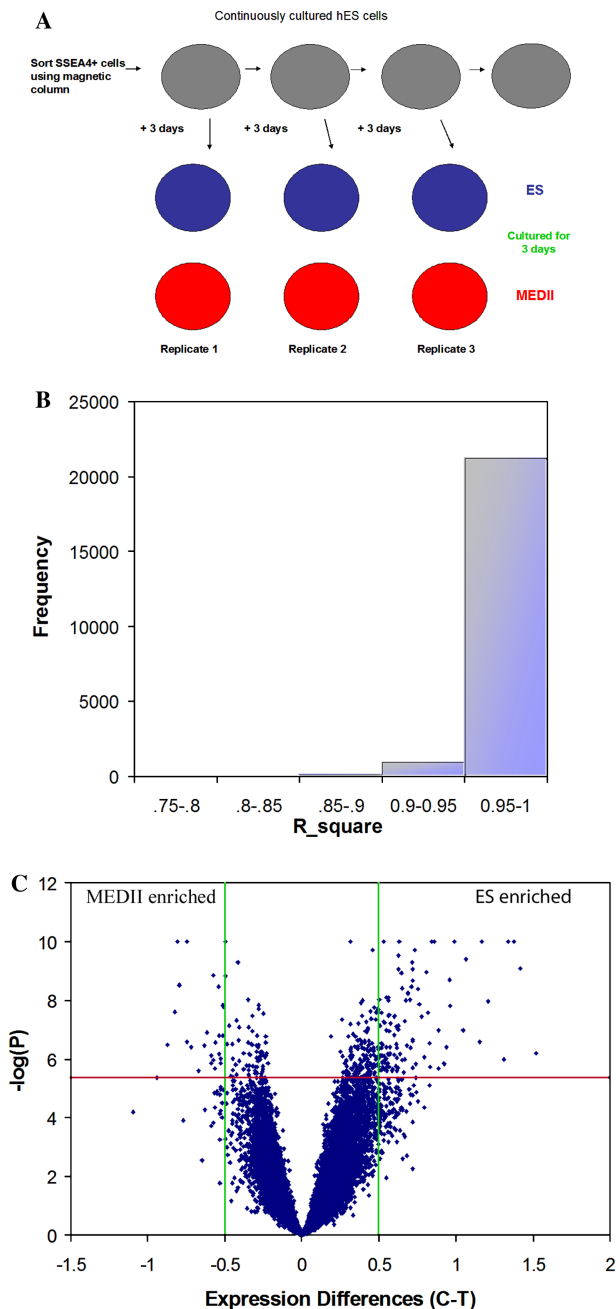 A
Continuously cultured hES cells
Sort SSEA4+ cells
using magnetic
column
+ 3 days
+ 3 days
+ 3 days
ES
Cultured for
3 days
MEDII
Replicate 1
Replicate 2
Replicate 3
B
25000
20000
15000
10000
5000
0
Frequency
.75-.8
.8-.85
.85-.9
0.9-0.95
0.95-1
R_square
C
MEDII enriched
ES enriched
12
10
8
6
4
2
0
-log(P)
-1.5
-1
-0.5
0
0.5
1
1.5
2
Expression Differences (C-T)